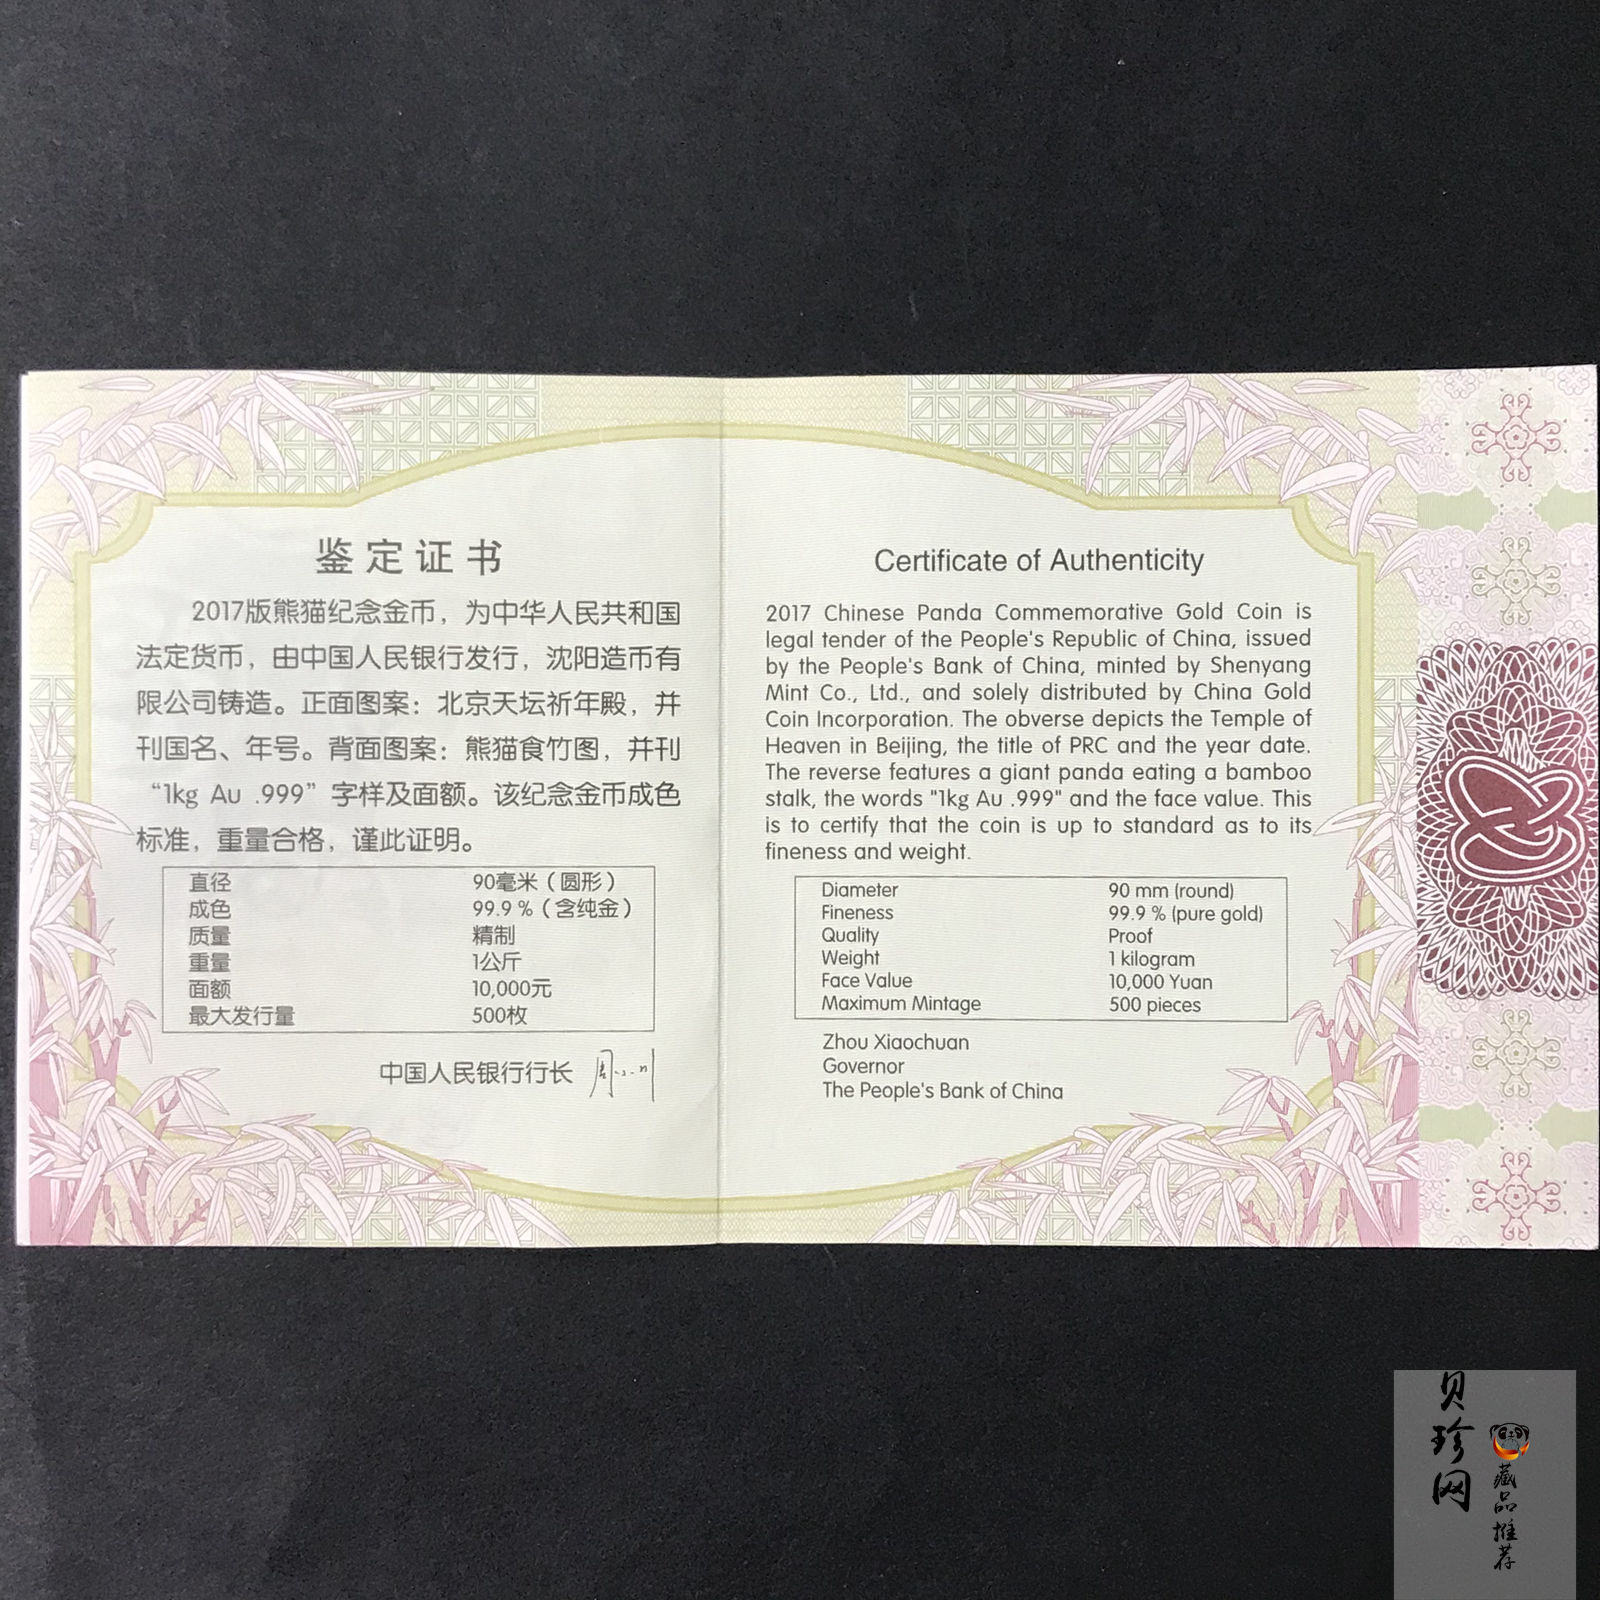 鉴定证书
2017版熊猫纪念金币，为中华人民共和国
法定货币，由中国人民银行发行，沈阳造币有
限公司铸造。正面图案：北京天坛祈年殿，并
刊国名、年号。背面图案：熊猫食竹图，并刊
“1kg Au .999”字样及面额。该纪念金币成色
标准，重量合格，谨此证明。
直径 90毫米（圆形）
成色 99.9 %（含纯金）
质量 精制
重量 1公斤
面额 10,000元
最大发行量 500枚
中国人民银行行长 周小川
Certificate of Authenticity
2017 Chinese Panda Commemorative Gold Coin is
legal tender of the People's Republic of China, issued
by the People's Bank of China, minted by Shenyang
Mint Co., Ltd., and solely distributed by China Gold
Coin Incorporation. The obverse depicts the Temple of
Heaven in Beijing, the title of PRC and the year date.
The reverse features a giant panda eating a bamboo
stalk, the words "1kg Au .999" and the face value. This
is to certify that the coin is up to standard as to its
fineness and weight.
Diameter 90 mm (round)
Fineness 99.9 % (pure gold)
Quality Proof
Weight 1 kilogram
Face Value 10,000 Yuan
Maximum Mintage 500 pieces
Zhou Xiaochuan
Governor
The People's Bank of China
贝珍网
藏品推荐